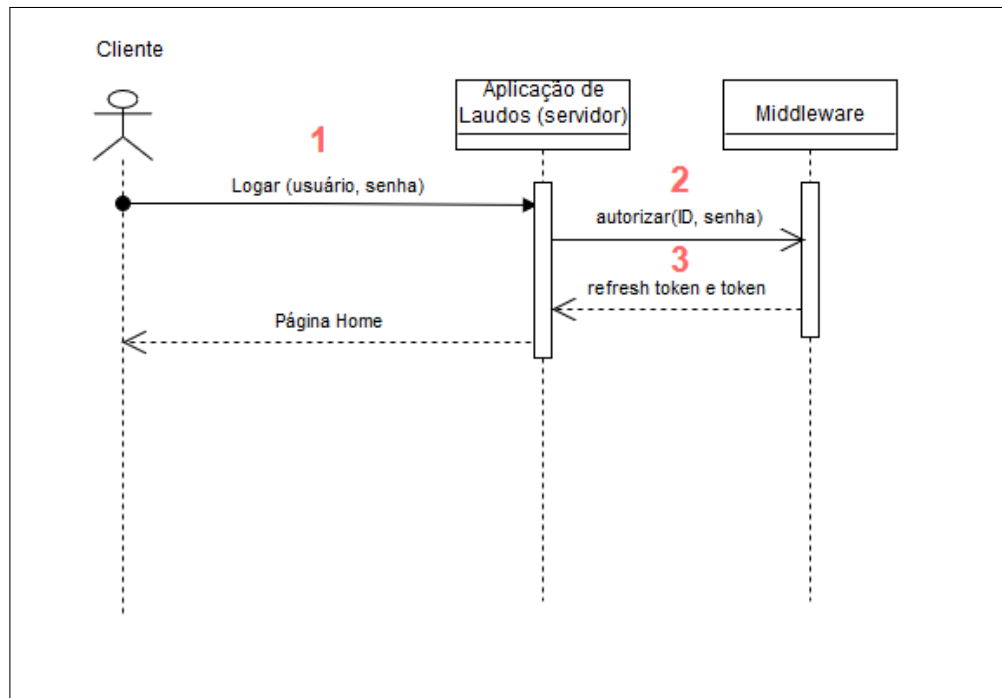 Cliente
Aplicação de
Laudos (servidor)
Middleware
1
Logar (usuário, senha)
2
autorizar(ID, senha)
3
refresh token e token
Página Home